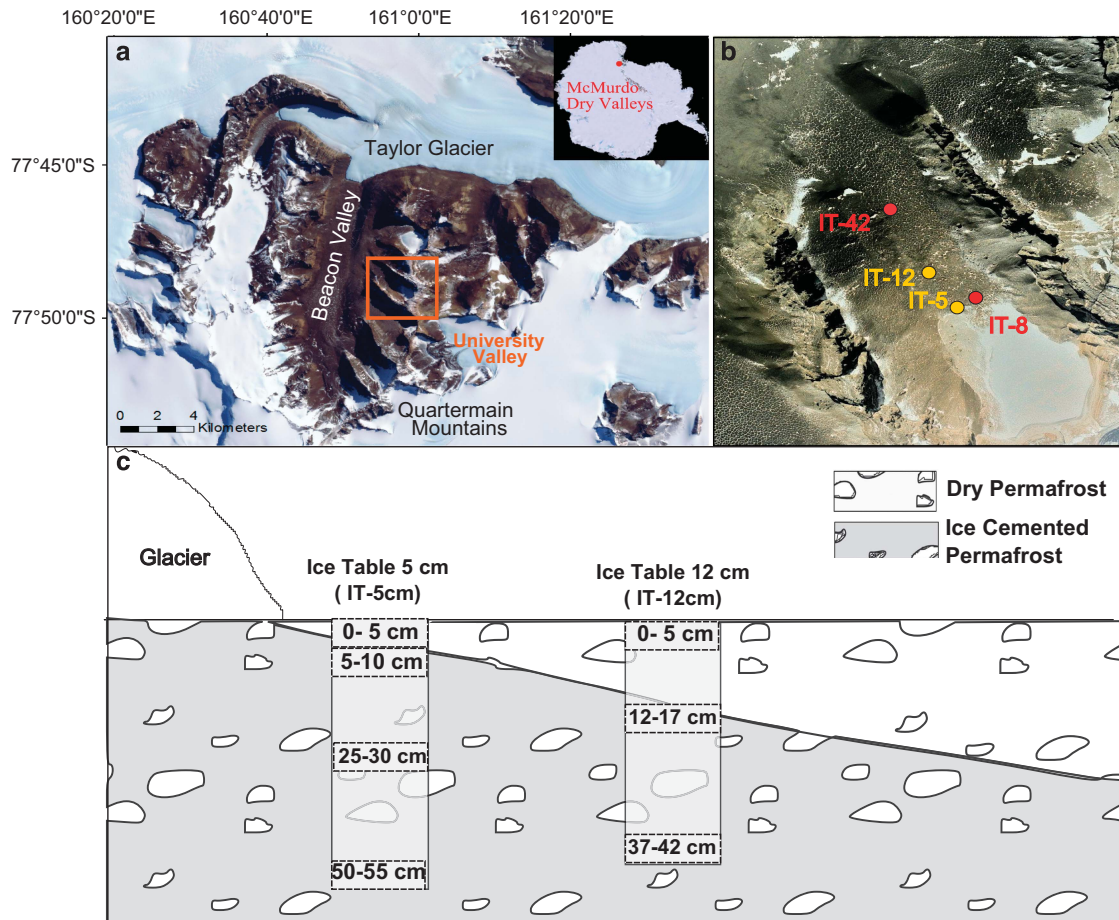 160°20'0"E 160°40'0"E 161°0'0"E 161°20'0"E
77°45'0"S
77°50'0"S
a
McMurdo
Dry Valleys
Taylor Glacier
Beacon Valley
University
Valley
Quartermain
Mountains
0 2 4
Kilometers
b
IT-42
IT-12
IT-5
IT-8
c
Glacier
Dry Permafrost
Ice Cemented
Permafrost
Ice Table 5 cm
( IT-5cm)
Ice Table 12 cm
( IT-12cm)
0- 5 cm
5-10 cm
25-30 cm
50-55 cm
0- 5 cm
12-17 cm
37-42 cm